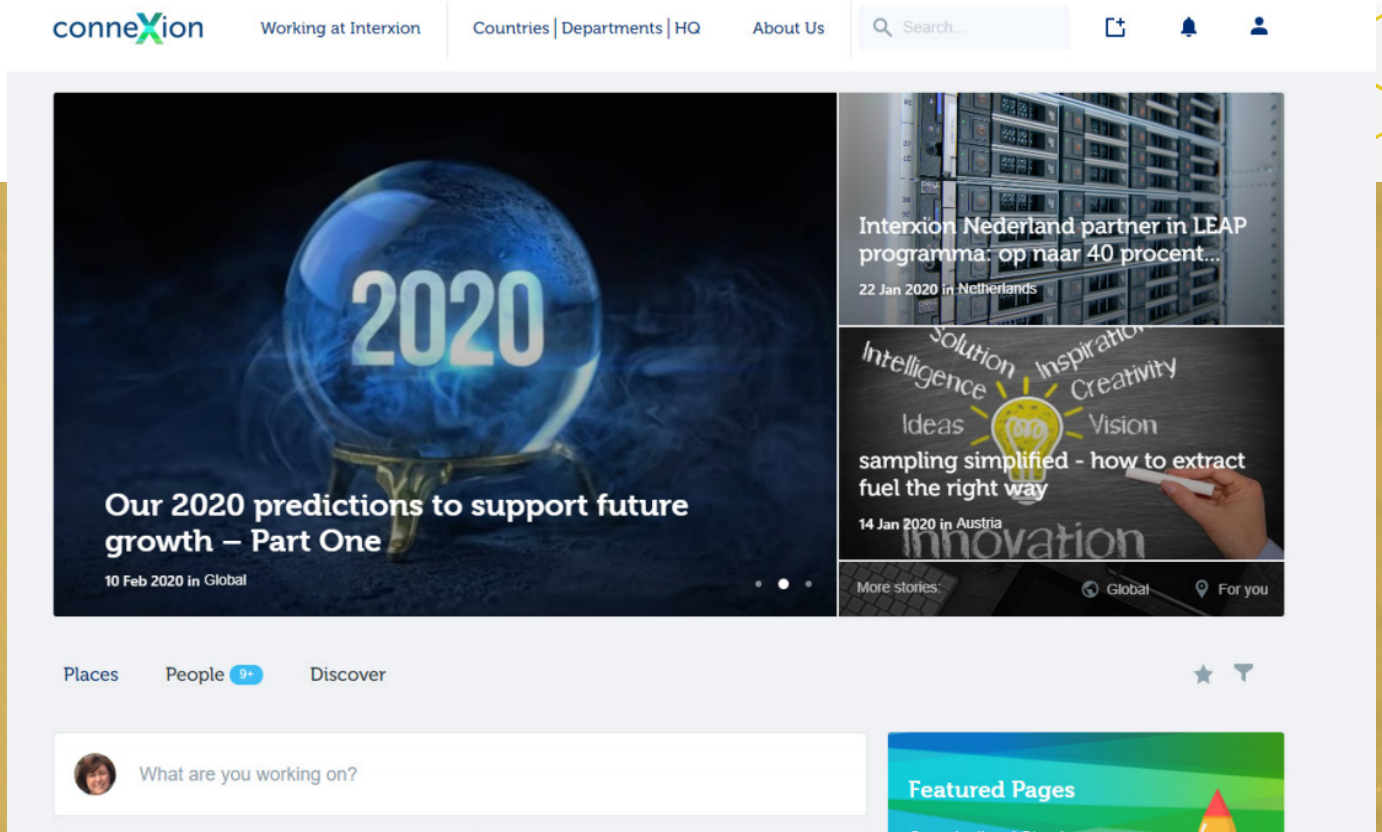 conneXion
Working at Interxion
Countries | Departments | HQ
About Us
Search...
2020
Our 2020 predictions to support future
growth – Part One
10 Feb 2020 in Global
Interxion Nederland partner in LEAP
programma: op naar 40 procent...
22 Jan 2020 in Netherlands
Solution
Inspiration
Intelligence
Creativity
Ideas
Vision
sampling simplified - how to extract
fuel the right way
14 Jan 2020 in Austria
Innovation
More stories:
Global
For you
Places
People 9+
Discover
What are you working on?
Featured Pages